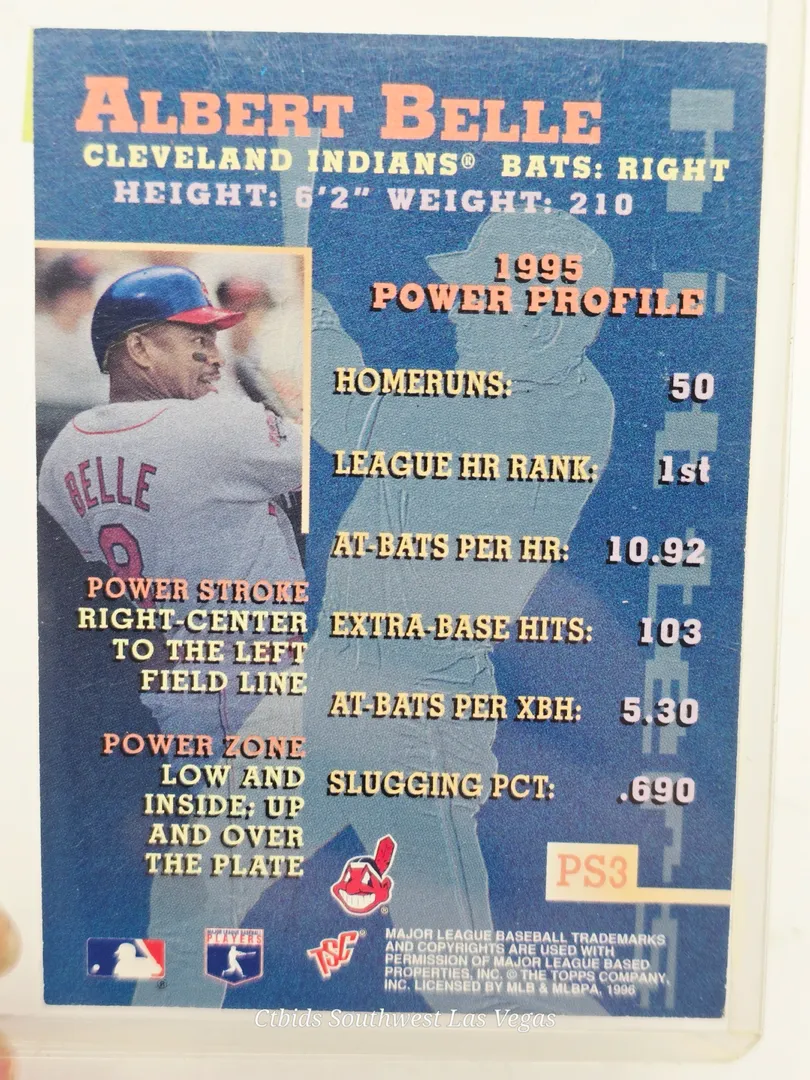 ALBERT BELLE
CLEVELAND INDIANS® BATS: RIGHT
HEIGHT: 6'2" WEIGHT: 210
1995
POWER PROFILE
HOMERUNS: 50
LEAGUE HR RANK: 1st
AT-BATS PER HR: 10.92
EXTRA-BASE HITS: 103
AT-BATS PER XBH: 5.30
SLUGGING PCT: .690
BELLE
8
POWER STROKE
RIGHT-CENTER
TO THE LEFT
FIELD LINE
POWER ZONE
LOW AND
INSIDE; UP
AND OVER
THE PLATE
PS3
MAJOR LEAGUE BASEBALL
PLAYERS
TSC®
MAJOR LEAGUE BASEBALL TRADEMARKS
AND COPYRIGHTS ARE USED WITH
PERMISSION OF MAJOR LEAGUE BASEBALL
PROPERTIES, INC. © THE TOPPS COMPANY,
INC. LICENSED BY MLB & MLBPA, 1996
Ctbids Southwest Las Vegas